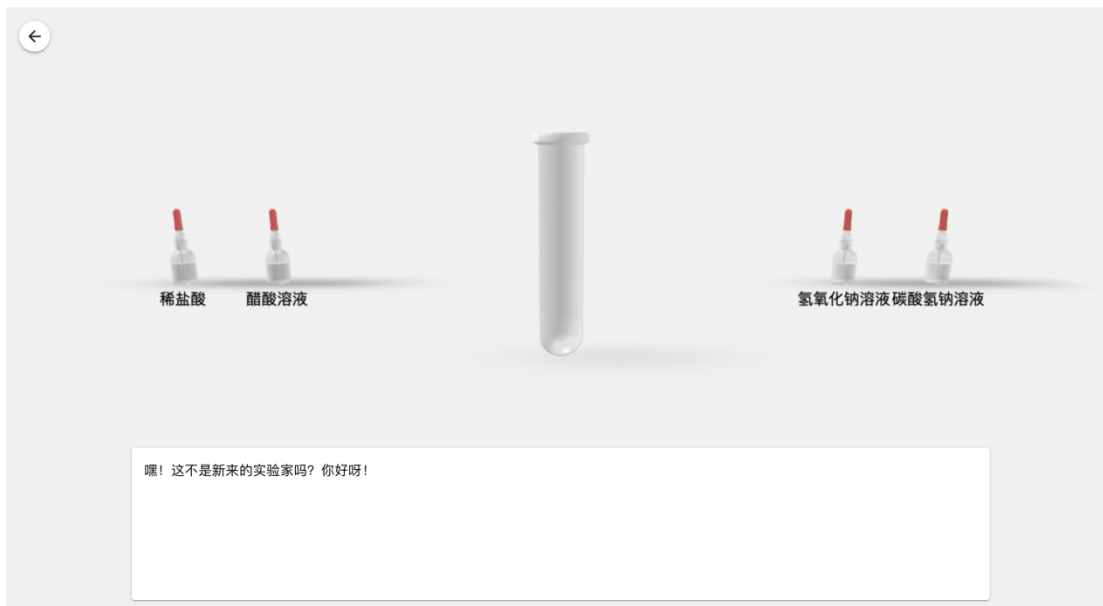 稀盐酸
醋酸溶液
氢氧化钠溶液
碳酸氢钠溶液
嘿！这不是新来的实验家吗？你好呀！